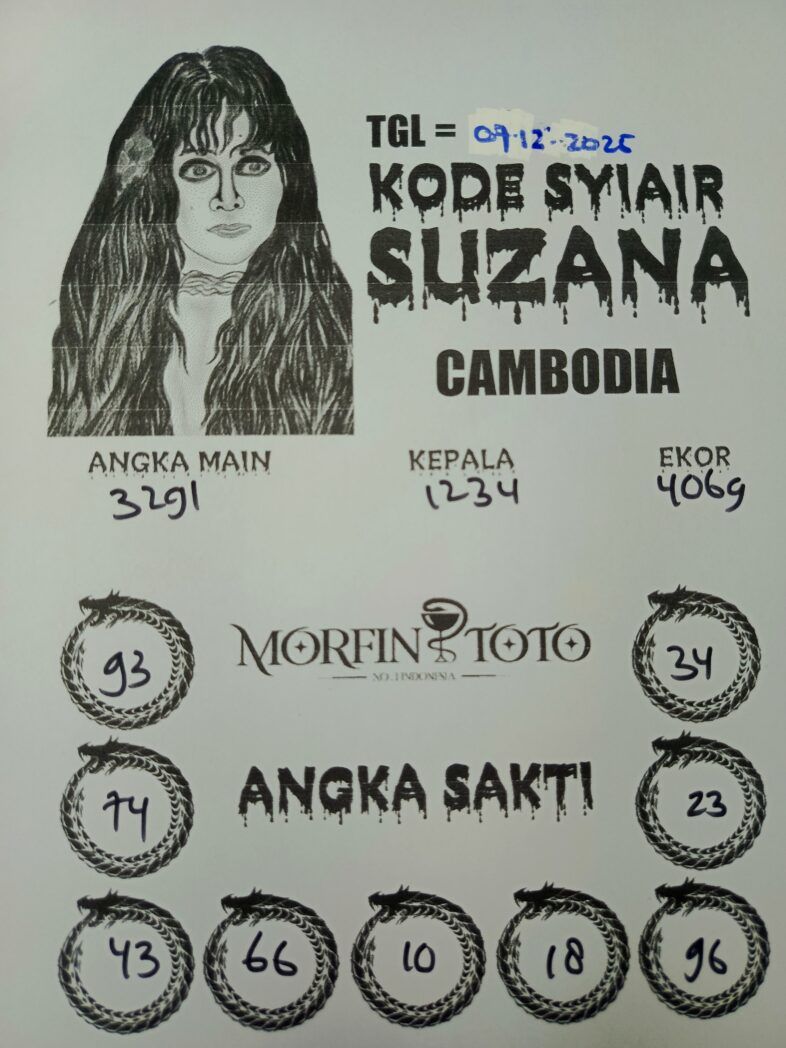 TGL = 09-12-2025
KODE SYIAIR
SUZANA
CAMBODIA
ANGKA MAIN KEPALA EKOR
3291 1234 4069
93 MORFIN TOTO 34
NO.1 INDONESIA
74 ANGKA SAKTI 23
43 66 10 18 96